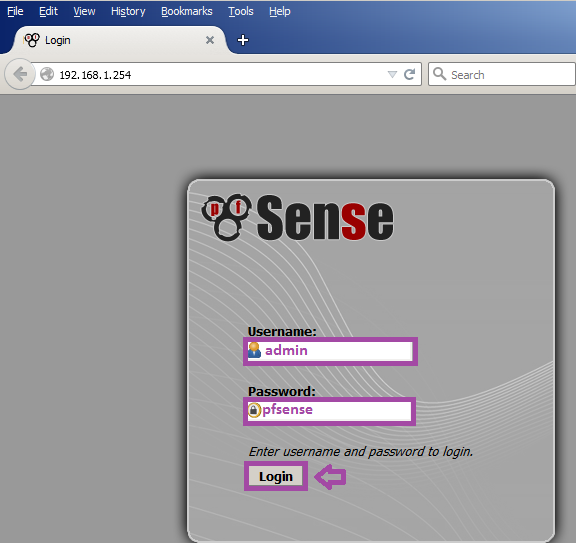 File Edit View History Bookmarks Tools Help
Login
192.168.1.254
Search
pf Sense
Username:
admin
Password:
pfsense
Enter username and password to login.
Login